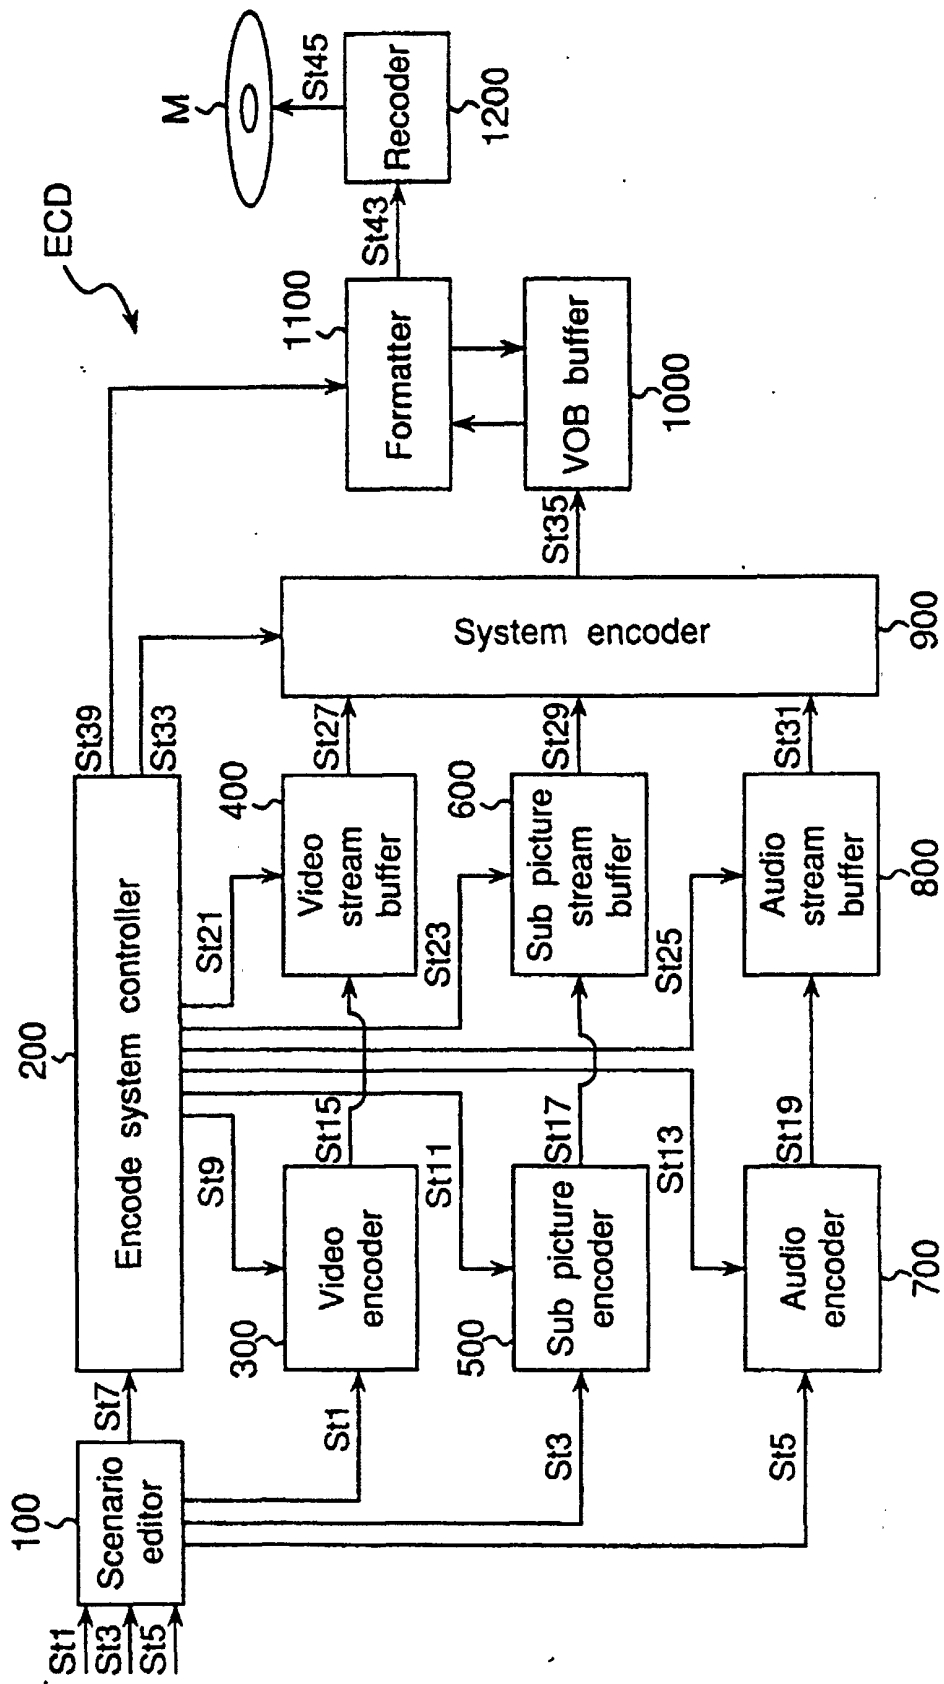 ECD
M
St45
Recoder
1200
St43
1100
Formatter
VOB buffer
1000
St39
St33
St35
System encoder
900
200
Encode system controller
St21
400
Video
stream
buffer
St27
St23
600
Sub picture
stream
buffer
St29
St25
Audio
stream
buffer
800
St31
St9
300
Video
encoder
St15
St11
500
Sub picture
encoder
St17
St13
Audio
encoder
700
St19
100
Scenario
editor
St7
St1
St3
St5
St1
St3
St5